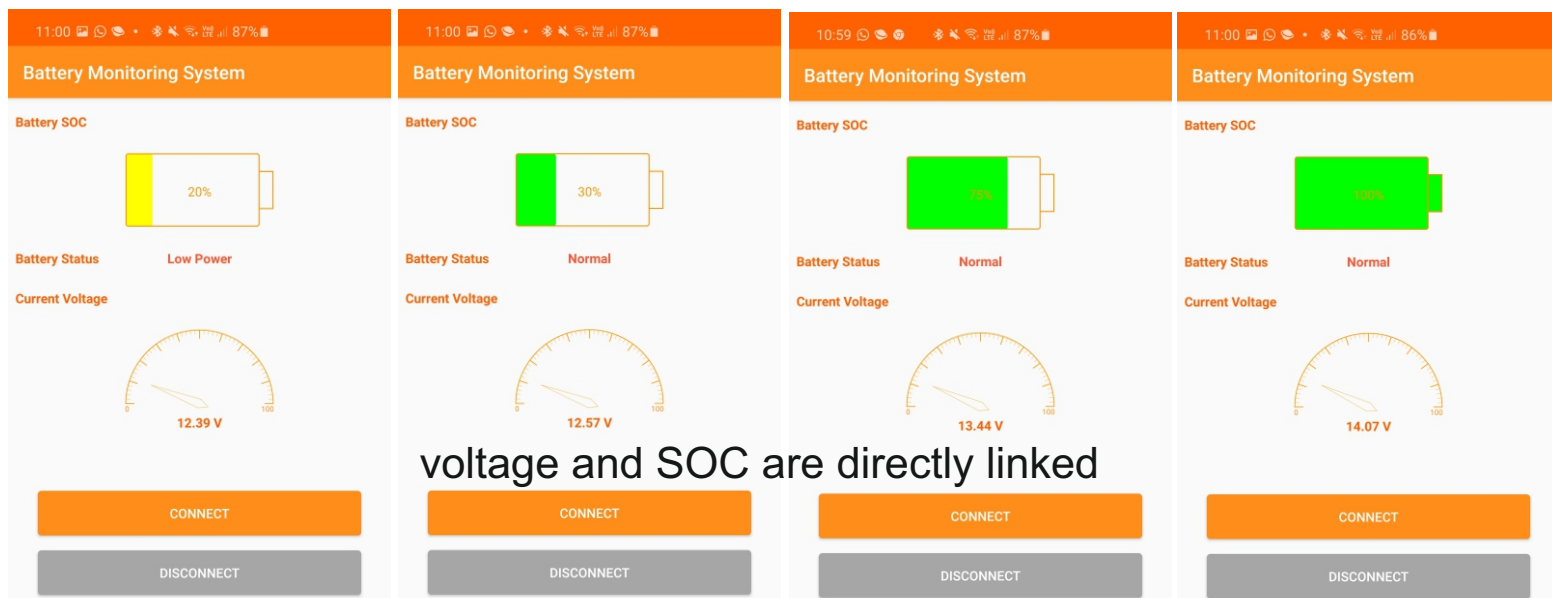 11:00 87%
Battery Monitoring System
Battery SOC
20%
Battery Status Low Power
Current Voltage
0 100
12.39 V
CONNECT
DISCONNECT
11:00 87%
Battery Monitoring System
Battery SOC
30%
Battery Status Normal
Current Voltage
0 100
12.57 V
CONNECT
DISCONNECT
10:59 87%
Battery Monitoring System
Battery SOC
75%
Battery Status Normal
Current Voltage
0 100
13.44 V
CONNECT
DISCONNECT
11:00 86%
Battery Monitoring System
Battery SOC
100%
Battery Status Normal
Current Voltage
0 100
14.07 V
CONNECT
DISCONNECT
voltage and SOC are directly linked